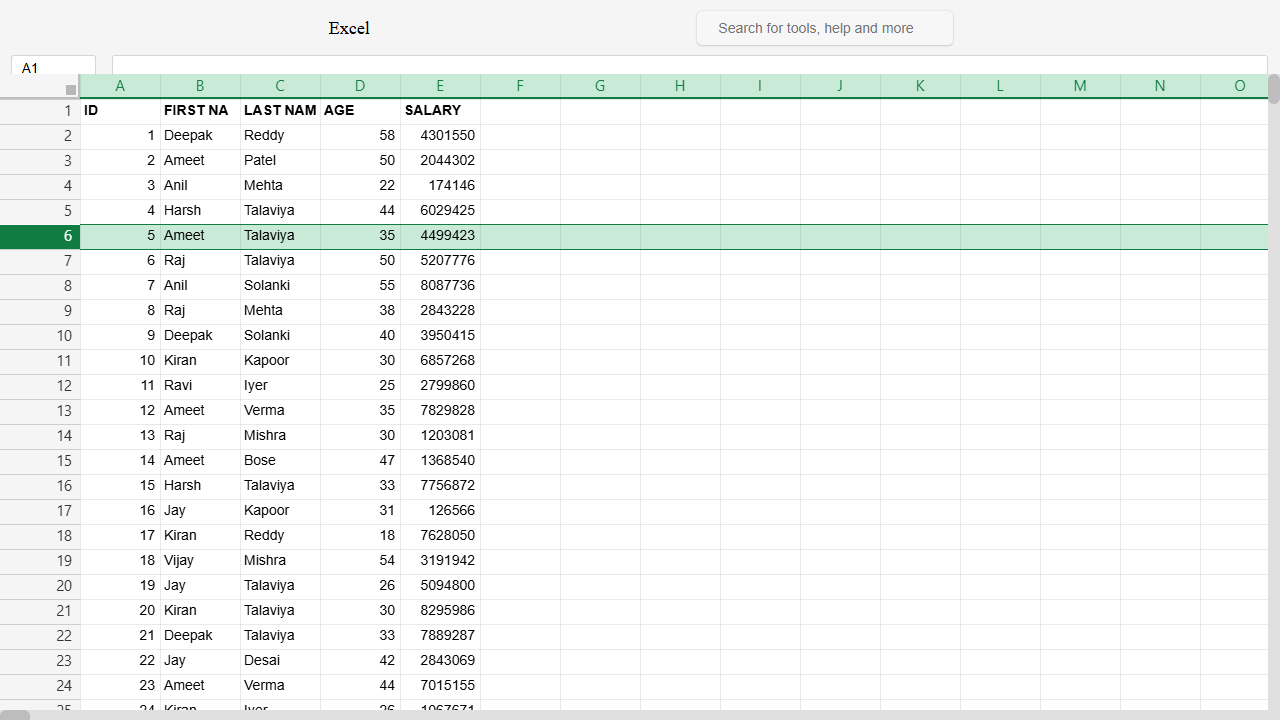 Excel
Search for tools, help and more
A1
A B C D E F G H I J K L M N O
1 ID FIRST NA LAST NAM AGE SALARY
2 1 Deepak Reddy 58 4301550
3 2 Ameet Patel 50 2044302
4 3 Anil Mehta 22 174146
5 4 Harsh Talaviya 44 6029425
6 5 Ameet Talaviya 35 4499423
7 6 Raj Talaviya 50 5207776
8 7 Anil Solanki 55 8087736
9 8 Raj Mehta 38 2843228
10 9 Deepak Solanki 40 3950415
11 10 Kiran Kapoor 30 6857268
12 11 Ravi Iyer 25 2799860
13 12 Ameet Verma 35 7829828
14 13 Raj Mishra 30 1203081
15 14 Ameet Bose 47 1368540
16 15 Harsh Talaviya 33 7756872
17 16 Jay Kapoor 31 126566
18 17 Kiran Reddy 18 7628050
19 18 Vijay Mishra 54 3191942
20 19 Jay Talaviya 26 5094800
21 20 Kiran Talaviya 30 8295986
22 21 Deepak Talaviya 33 7889287
23 22 Jay Desai 42 2843069
24 23 Ameet Verma 44 7015155
25 24 Kiran Iyer